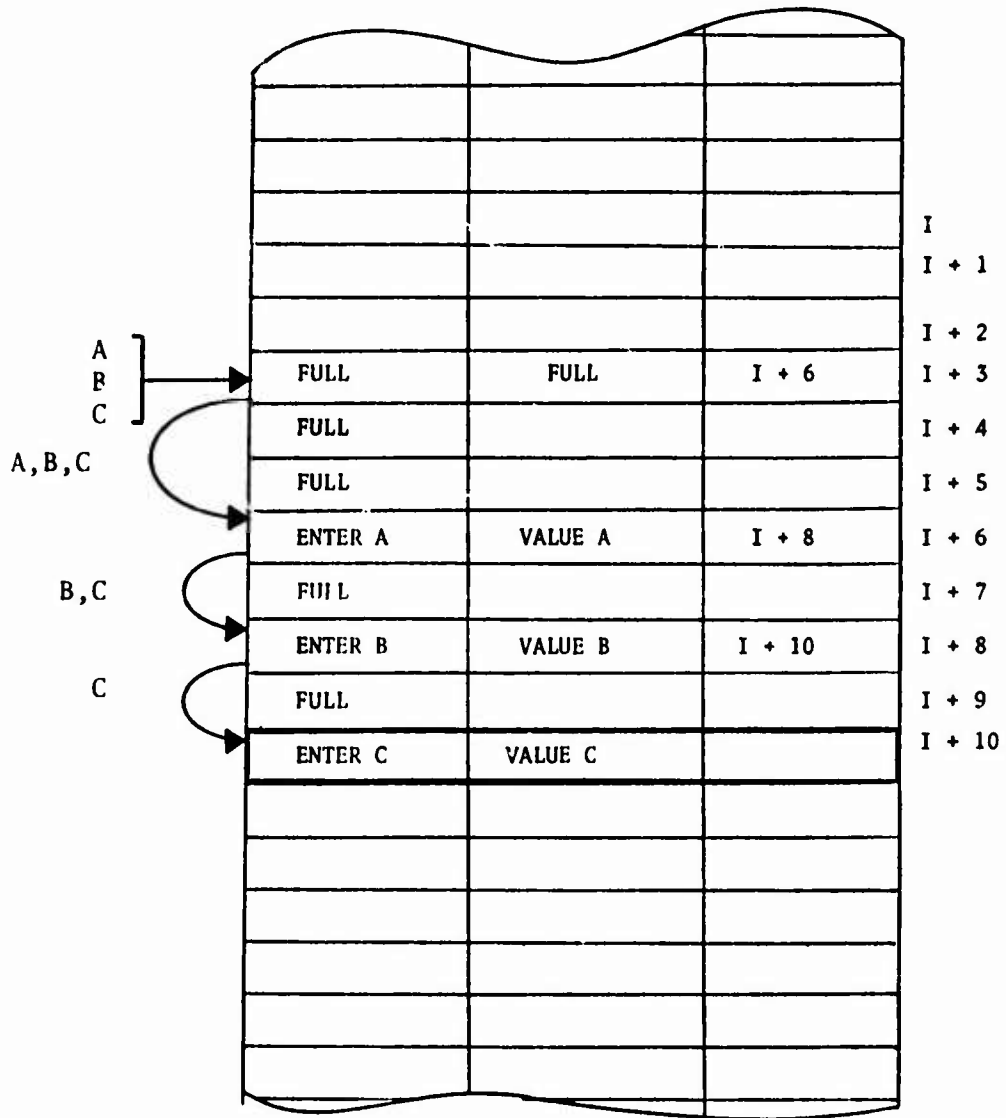 I
I + 1
I + 2
A
B
C
FULL FULL I + 6 I + 3
FULL I + 4
A,B,C
FULL I + 5
ENTER A VALUE A I + 8 I + 6
B,C
FULL I + 7
ENTER B VALUE B I + 10 I + 8
C
FULL I + 9
I + 10
ENTER C VALUE C